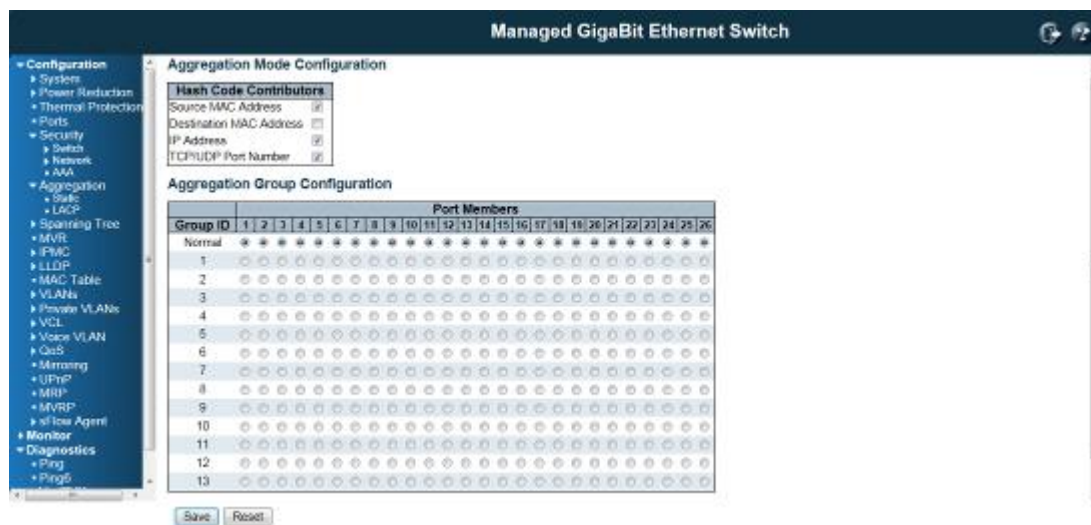 Managed GigaBit Ethernet Switch
Configuration
System
Power Reduction
Thermal Protection
Ports
Security
Switch
Network
AAA
Aggregation
Static
LACP
Spanning Tree
MVR
IPMC
LLDP
MAC Table
VLANs
Private VLANs
VCL
Voice VLAN
QoS
Mirroring
UPnP
MRP
MVRP
sFlow Agent
Monitor
Diagnostics
Ping
Ping6
Aggregation Mode Configuration
Hash Code Contributors
Source MAC Address
Destination MAC Address
IP Address
TCP/UDP Port Number
Aggregation Group Configuration
Port Members
Group ID 1 2 3 4 5 6 7 8 9 10 11 12 13 14 15 16 17 18 19 20 21 22 23 24 25 26
Normal
1
2
3
4
5
6
7
8
9
10
11
12
13
Save Reset